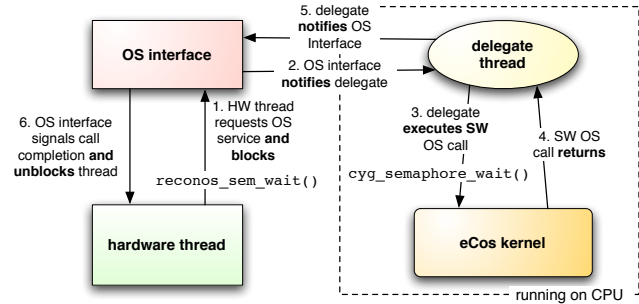 5. delegate
notifies OS
Interface
OS interface
delegate
thread
2. OS interface
notifies delegate
6. OS interface
signals call
completion and
unblocks thread
1. HW thread
requests OS
service and
blocks
reconos_sem_wait()
3. delegate
executes SW
OS call
cyg_semaphore_wait()
4. SW OS
call returns
hardware thread
eCos kernel
running on CPU